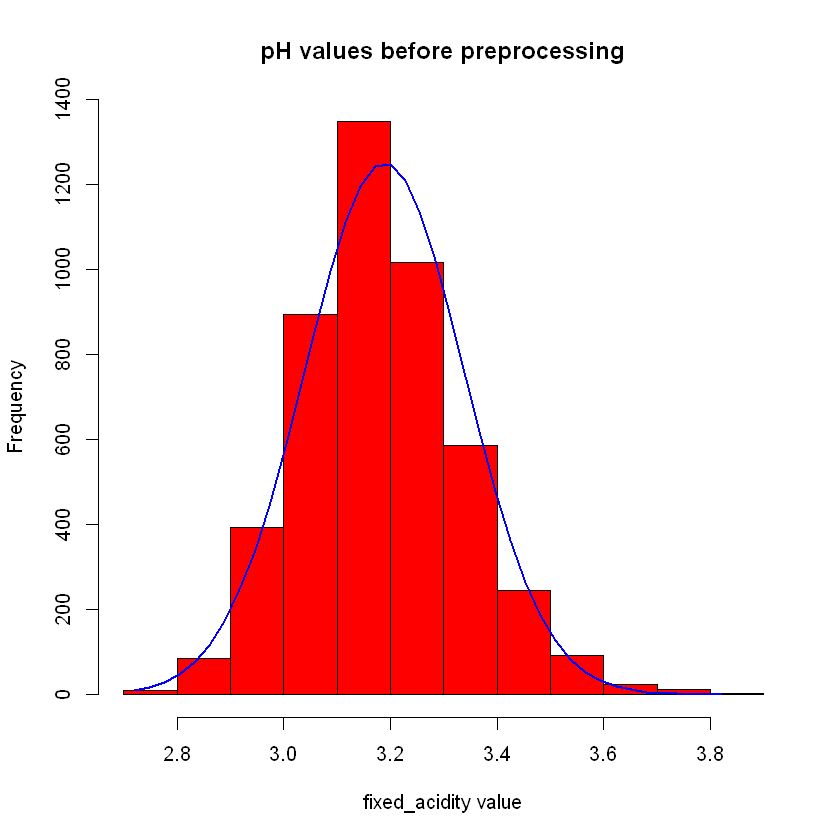 pH values before preprocessing
1400
1200
1000
800
600
400
200
0
Frequency
2.8 3.0 3.2 3.4 3.6 3.8
fixed_acidity value